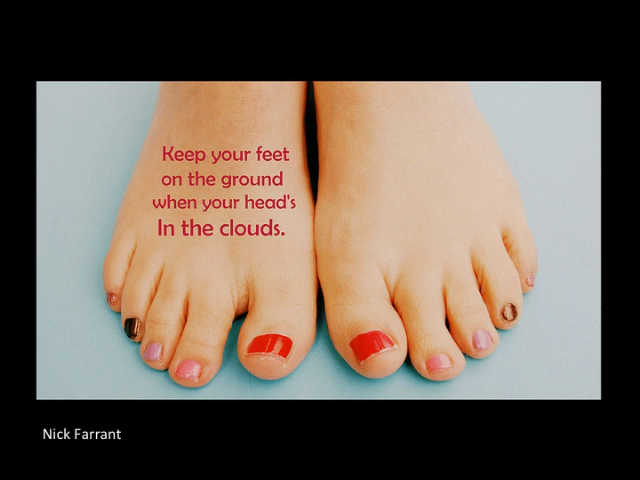 Keep your feet
on the ground
when your head's
In the clouds.
Nick Farrant